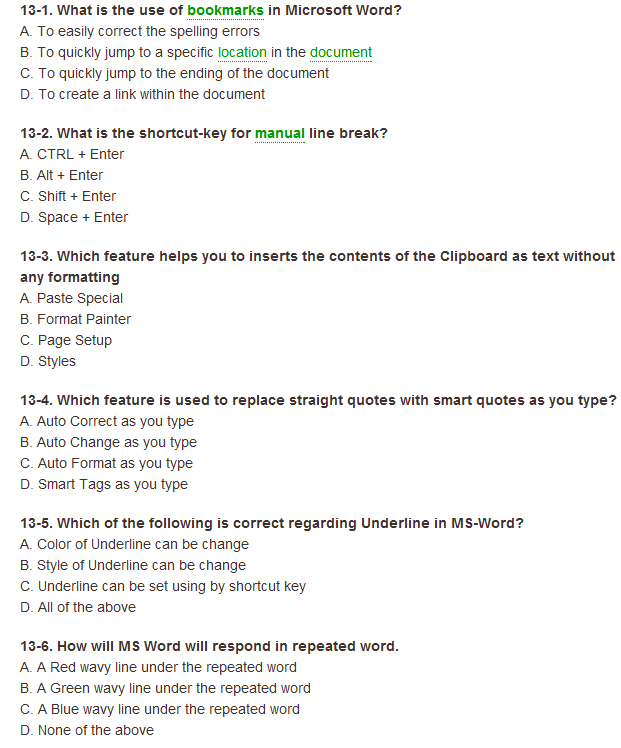 13-1. What is the use of bookmarks in Microsoft Word?
A. To easily correct the spelling errors
B. To quickly jump to a specific location in the document
C. To quickly jump to the ending of the document
D. To create a link within the document
13-2. What is the shortcut-key for manual line break?
A. CTRL + Enter
B. Alt + Enter
C. Shift + Enter
D. Space + Enter
13-3. Which feature helps you to inserts the contents of the Clipboard as text without
any formatting
A. Paste Special
B. Format Painter
C. Page Setup
D. Styles
13-4. Which feature is used to replace straight quotes with smart quotes as you type?
A. Auto Correct as you type
B. Auto Change as you type
C. Auto Format as you type
D. Smart Tags as you type
13-5. Which of the following is correct regarding Underline in MS-Word?
A. Color of Underline can be change
B. Style of Underline can be change
C. Underline can be set using by shortcut key
D. All of the above
13-6. How will MS Word will respond in repeated word.
A. A Red wavy line under the repeated word
B. A Green wavy line under the repeated word
C. A Blue wavy line under the repeated word
D. None of the above